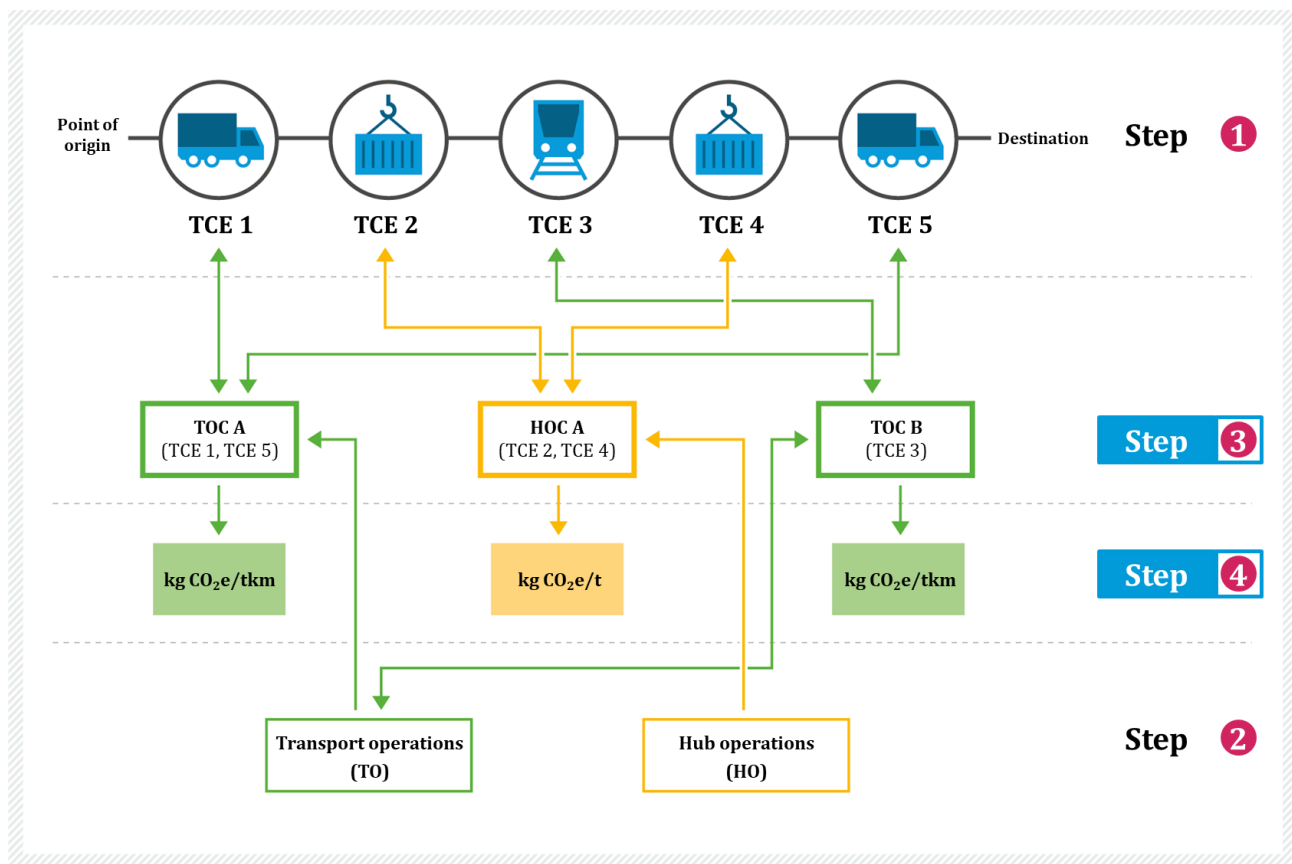 Point of
origin
Destination
Step 1
TCE 1
TCE 2
TCE 3
TCE 4
TCE 5
TOC A
(TCE 1, TCE 5)
HOC A
(TCE 2, TCE 4)
TOC B
(TCE 3)
Step 3
kg CO₂e/tkm
kg CO₂e/t
kg CO₂e/tkm
Step 4
Transport operations
(TO)
Hub operations
(HO)
Step 2